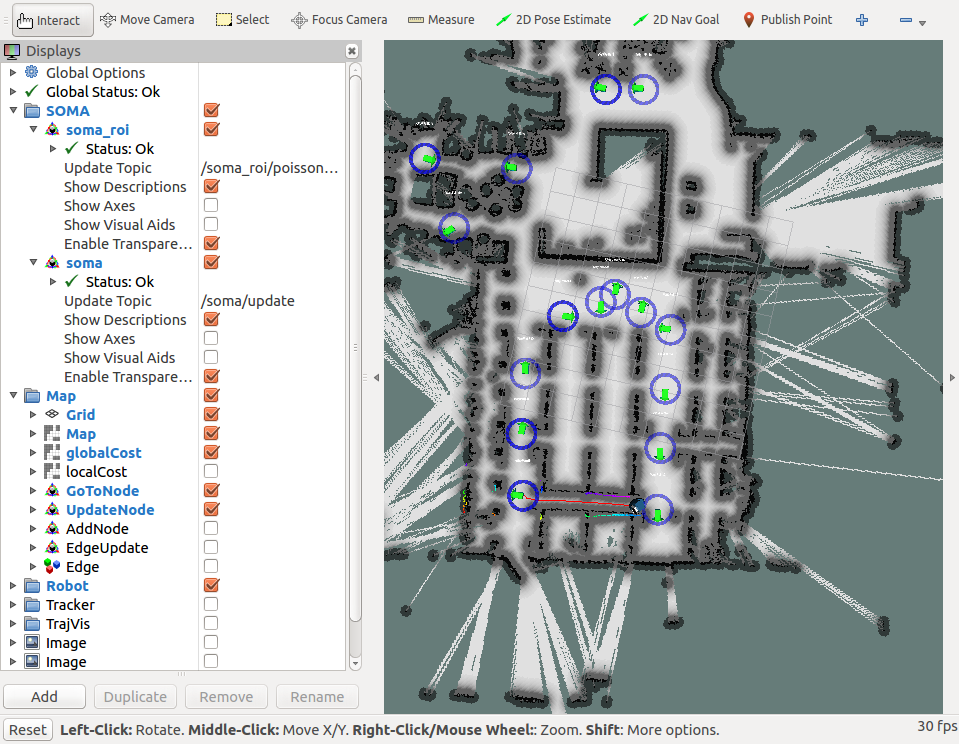 Interact Move Camera Select Focus Camera Measure 2D Pose Estimate 2D Nav Goal Publish Point
Displays
Global Options
Global Status: Ok
SOMA
soma_roi
Status: Ok
Update Topic /soma_roi/poisson...
Show Descriptions
Show Axes
Show Visual Aids
Enable Transpare...
soma
Status: Ok
Update Topic /soma/update
Show Descriptions
Show Axes
Show Visual Aids
Enable Transpare...
Map
Grid
Map
globalCost
localCost
GoToNode
UpdateNode
AddNode
EdgeUpdate
Edge
Robot
Tracker
TrajVis
Image
Image
Add Duplicate Remove Rename
Reset Left-Click: Rotate. Middle-Click: Move X/Y. Right-Click/Mouse Wheel:: Zoom. Shift: More options. 30 fps